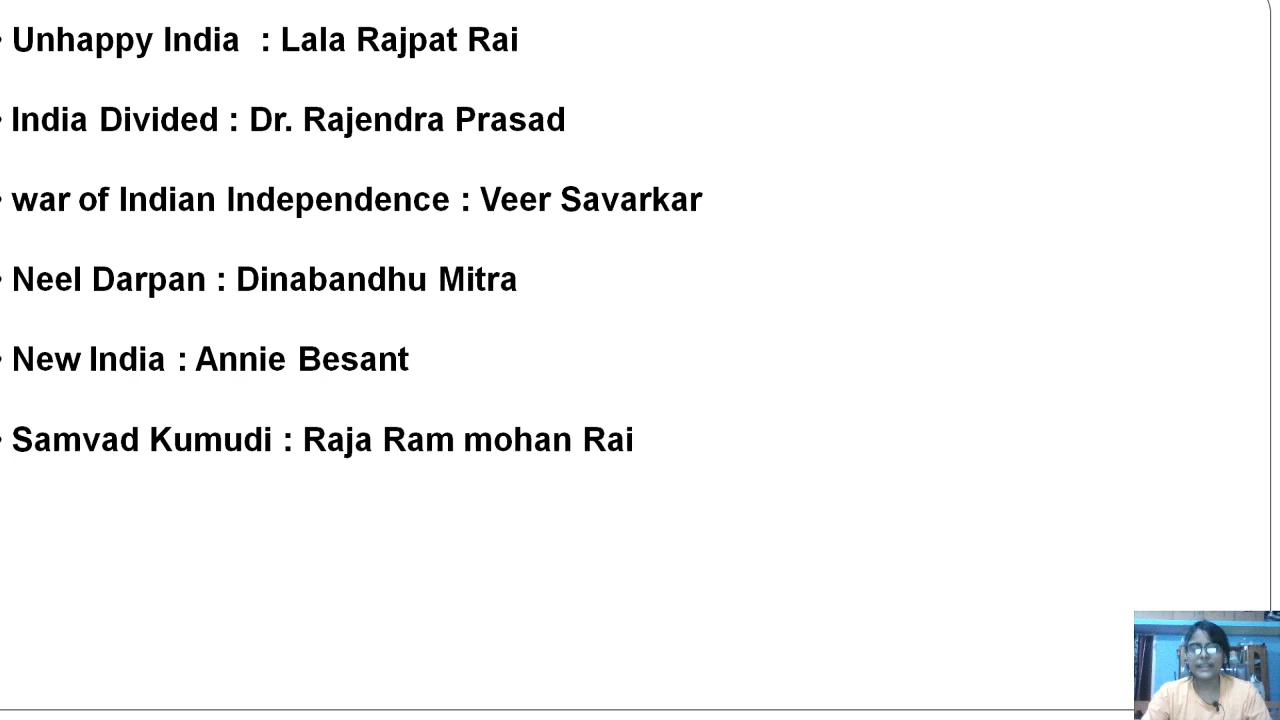 • Unhappy India  : Lala Rajpat Rai
• India Divided : Dr. Rajendra Prasad
• war of Indian Independence : Veer Savarkar
• Neel Darpan : Dinabandhu Mitra
• New India : Annie Besant
• Samvad Kumudi : Raja Ram mohan Rai